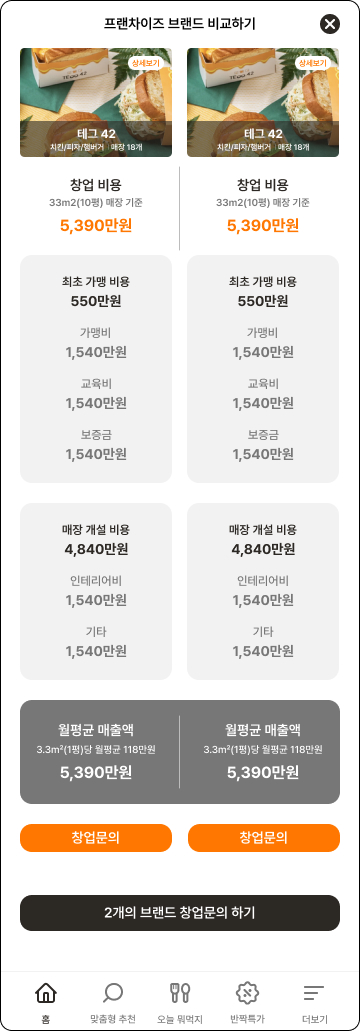 프랜차이즈 브랜드 비교하기
상세보기
상세보기
테그 42
치킨/피자/햄버거 | 매장 18개
테그 42
치킨/피자/햄버거 | 매장 18개
창업 비용
33m2(10평) 매장 기준
5,390만원
창업 비용
33m2(10평) 매장 기준
5,390만원
최초 가맹 비용
550만원
가맹비
1,540만원
교육비
1,540만원
보증금
1,540만원
최초 가맹 비용
550만원
가맹비
1,540만원
교육비
1,540만원
보증금
1,540만원
매장 개설 비용
4,840만원
인테리어비
1,540만원
기타
1,540만원
매장 개설 비용
4,840만원
인테리어비
1,540만원
기타
1,540만원
월평균 매출액
3.3m²(1평)당 월평균 118만원
5,390만원
월평균 매출액
3.3m²(1평)당 월평균 118만원
5,390만원
창업문의
창업문의
2개의 브랜드 창업문의 하기
홈
맞춤형 추천
오늘 뭐먹지
반짝특가
더보기